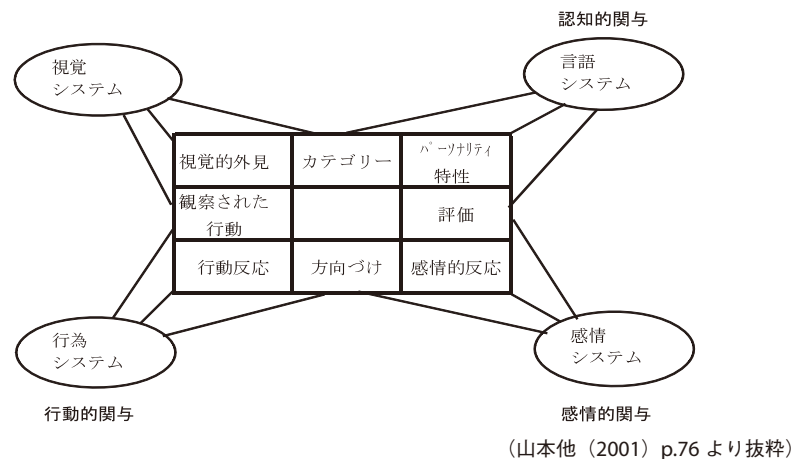 認知的関与
視覚
システム
言語
システム
視覚的外見
カテゴリー
パーソナリティ
特性
観察された
行動
評価
行動反応
方向づけ
感情的反応
行為
システム
感情
システム
行動的関与
感情的関与
（山本他（2001）p.76 より抜粋）